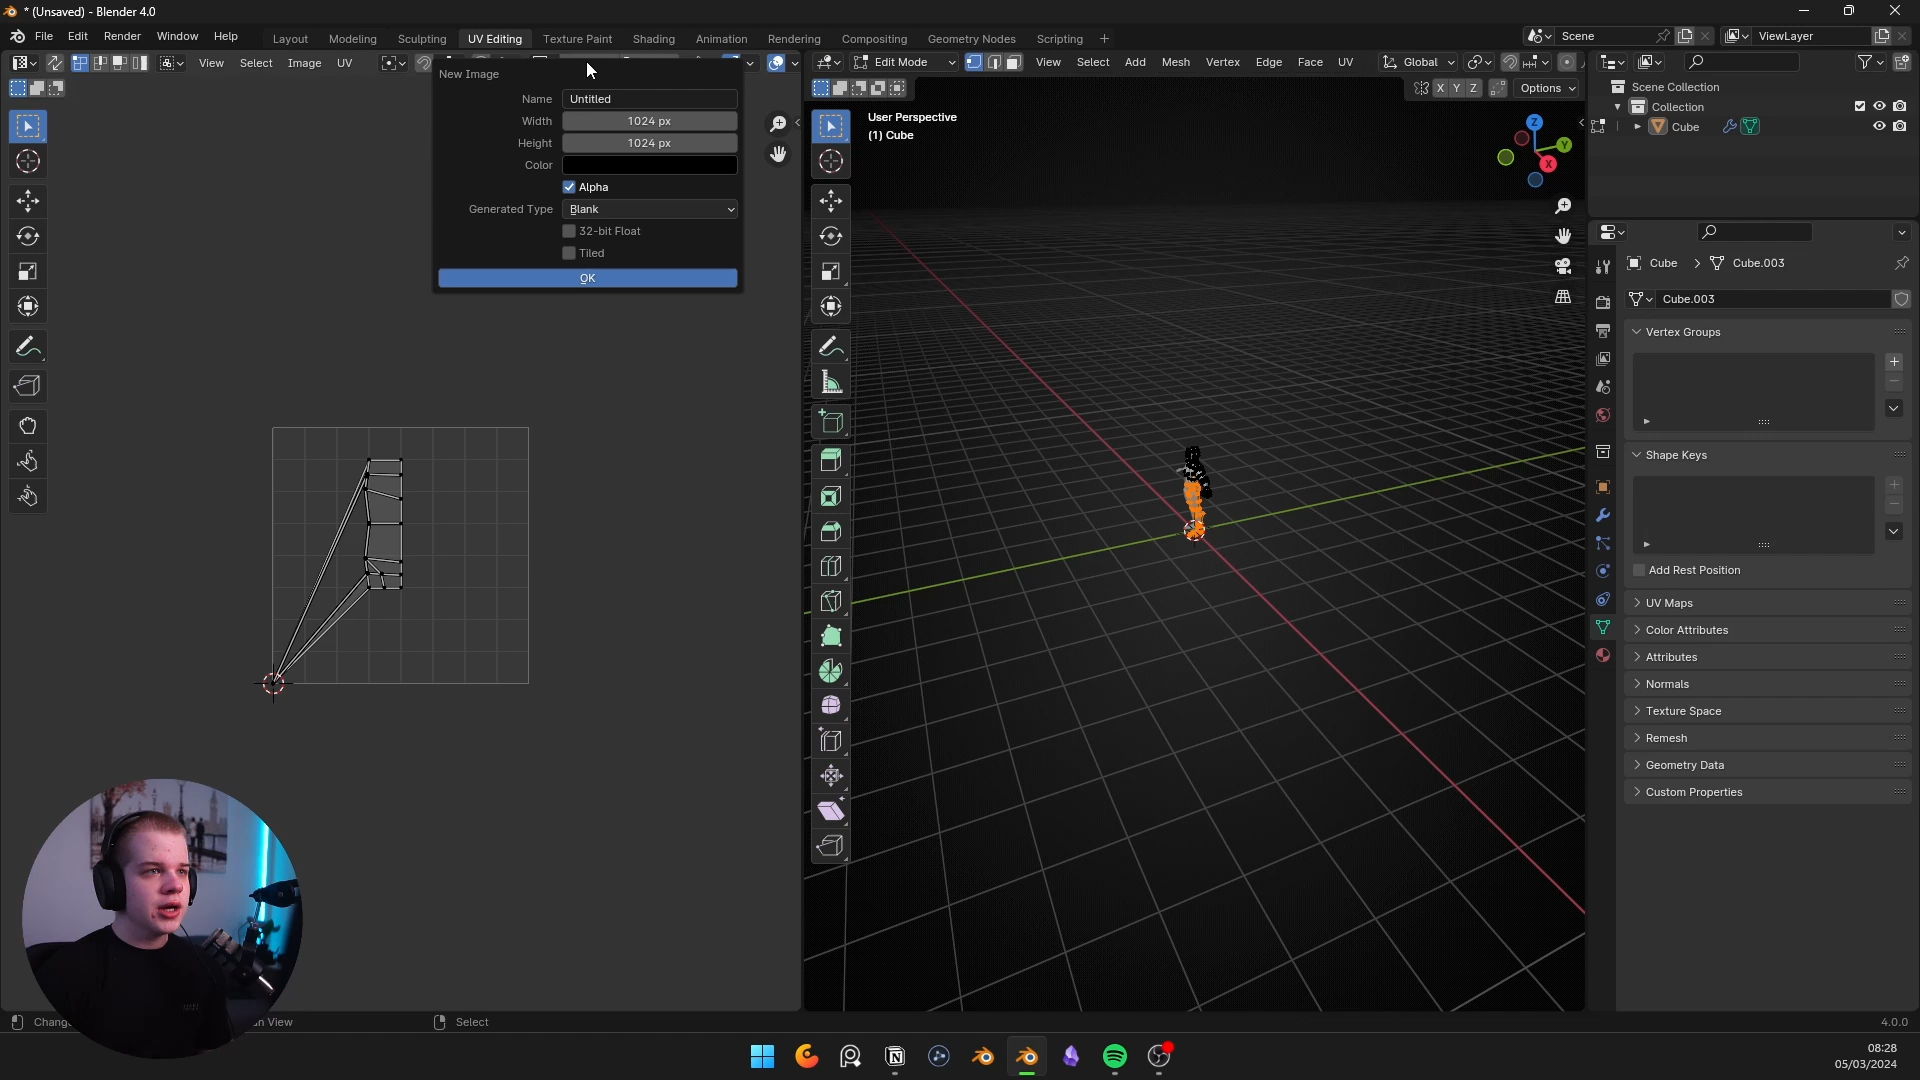 * (Unsaved) - Blender 4.0
File Edit Render Window Help Layout Modeling Sculpting UV Editing Texture Paint Shading Animation Rendering Compositing Geometry Nodes Scripting + Scene ViewLayer
View Select Image UV
New Image
Name Untitled
Width 1024 px
Height 1024 px
Color
Alpha
Generated Type Blank
32-bit Float
Tiled
OK
Edit Mode View Select Add Mesh Vertex Edge Face UV Global
X Y Z Options
User Perspective
(1) Cube
Z
Y
X
Scene Collection
Collection
Cube
Cube > Cube.003
Cube.003
Vertex Groups
Shape Keys
Add Rest Position
UV Maps
Color Attributes
Attributes
Normals
Texture Space
Remesh
Geometry Data
Custom Properties
View
Select
4.0.0
08:28
05/03/2024